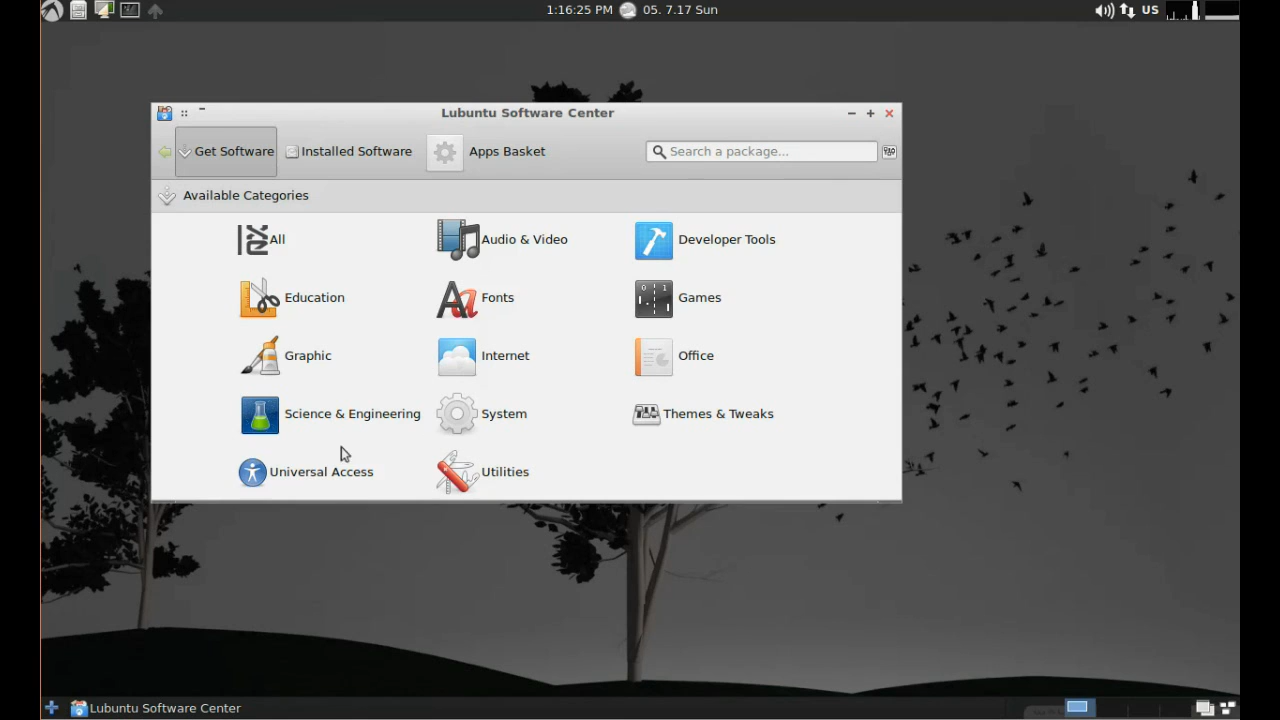 1:16:25 PM 05. 7.17 Sun US
Lubuntu Software Center
Get Software Installed Software Apps Basket Search a package...
Available Categories
All Audio & Video Developer Tools
Education Fonts Games
Graphic Internet Office
Science & Engineering System Themes & Tweaks
Universal Access Utilities
Lubuntu Software Center